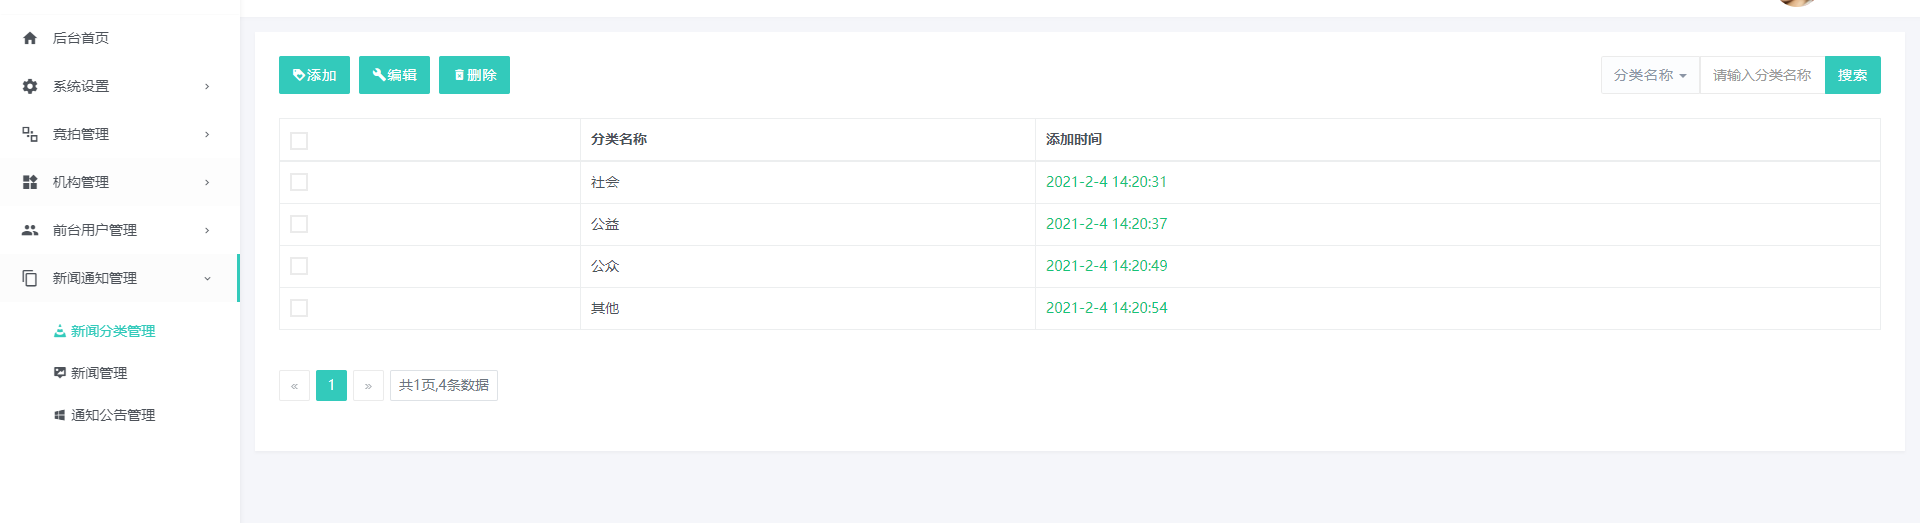 后台首页
系统设置
竞拍管理
机构管理
前台用户管理
新闻通知管理
新闻分类管理
新闻管理
通知公告管理
添加 编辑 删除
分类名称 请输入分类名称 搜索
分类名称 添加时间
社会 2021-2-4 14:20:31
公益 2021-2-4 14:20:37
公众 2021-2-4 14:20:49
其他 2021-2-4 14:20:54
« 1 » 共1页,4条数据